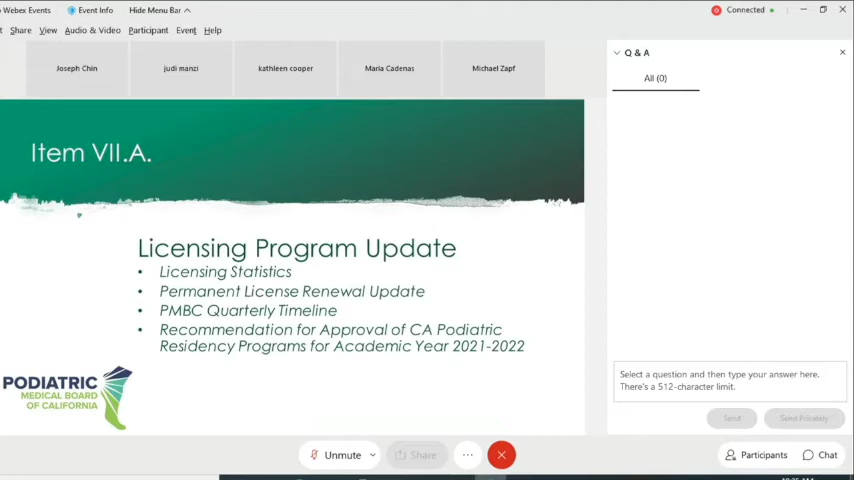 Webex Events Event Info Hide Menu Bar Connected
Share View Audio & Video Participant Event Help
Joseph Chin judi manzi kathleen cooper Maria Cadenas Michael Zapf
Q & A
All (0)
Item VII.A.
Licensing Program Update
• Licensing Statistics
• Permanent License Renewal Update
• PMBC Quarterly Timeline
• Recommendation for Approval of CA Podiatric
Residency Programs for Academic Year 2021-2022
PODIATRIC
MEDICAL BOARD
OF CALIFORNIA
Select a question and then type your answer here.
There's a 512-character limit.
Send Send Privately
Unmute Share Participants Chat